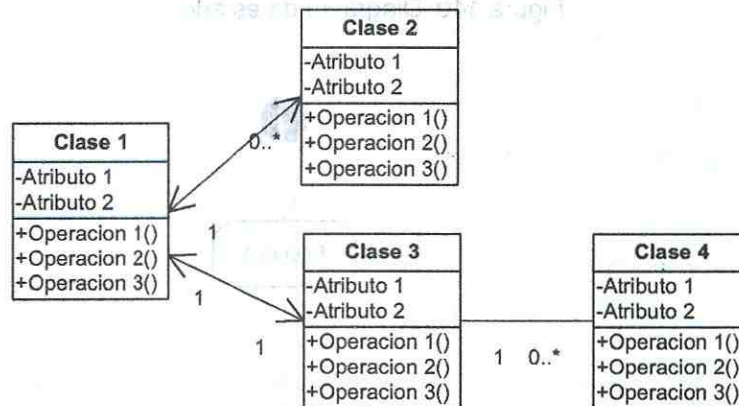 Clase 2
-Atributo 1
-Atributo 2
+Operacion 1()
+Operacion 2()
+Operacion 3()
0..*
Clase 1
-Atributo 1
-Atributo 2
+Operacion 1()
+Operacion 2()
+Operacion 3()
1
1
1
Clase 3
-Atributo 1
-Atributo 2
+Operacion 1()
+Operacion 2()
+Operacion 3()
1 0..*
Clase 4
-Atributo 1
-Atributo 2
+Operacion 1()
+Operacion 2()
+Operacion 3()